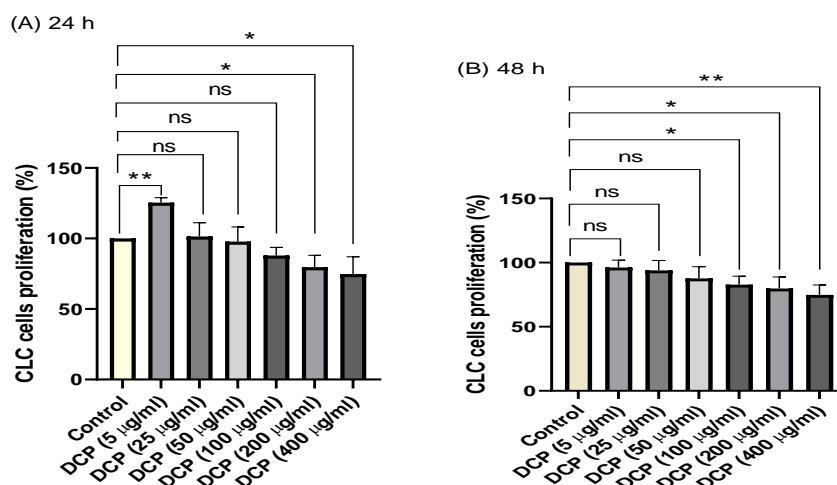 (A) 24 h
*
*
ns
ns
ns
**
CLC cells proliferation (%)
150
100
50
0
Control
DCP (5 μg/ml)
DCP (25 μg/ml)
DCP (50 μg/ml)
DCP (100 μg/ml)
DCP (200 μg/ml)
DCP (400 μg/ml)
(B) 48 h
**
*
*
ns
ns
ns
CLC cells proliferation (%)
150
100
50
0
Control
DCP (5 μg/ml)
DCP (25 μg/ml)
DCP (50 μg/ml)
DCP (100 μg/ml)
DCP (200 μg/ml)
DCP (400 μg/ml)